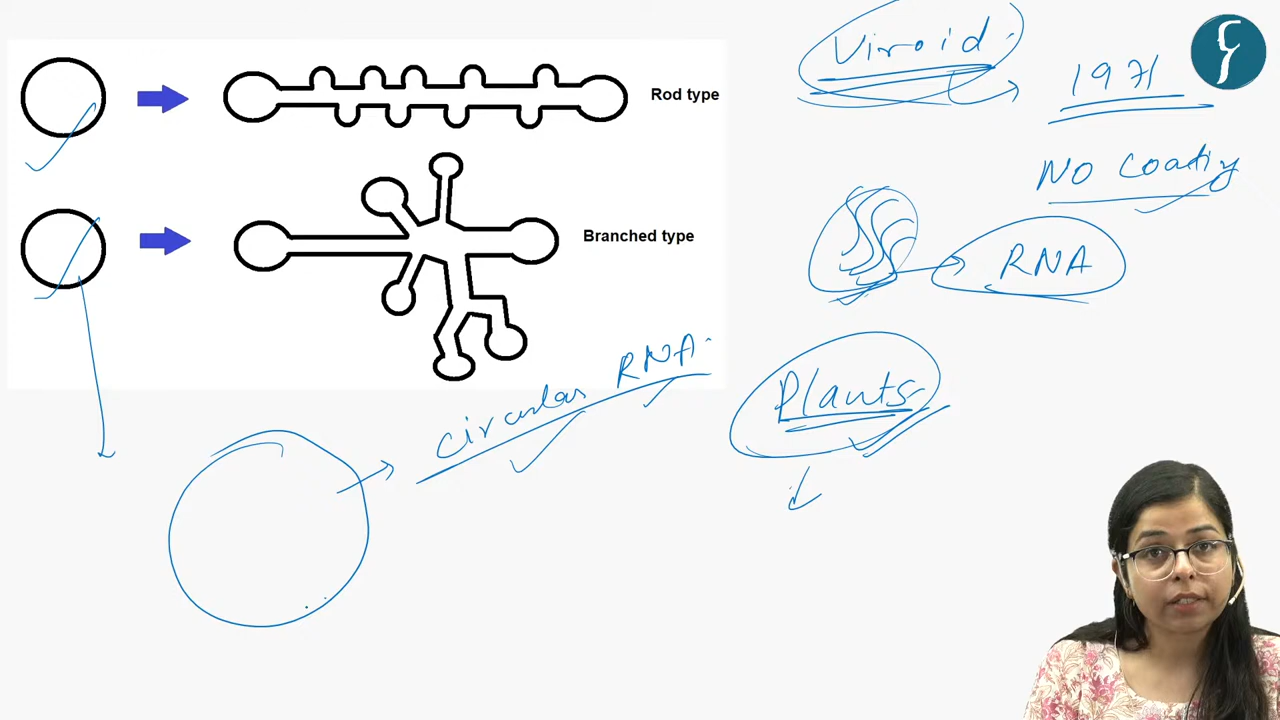 Viroid.
1971
No Coating
RNA
Plants
circular RNA.
Rod type
Branched type